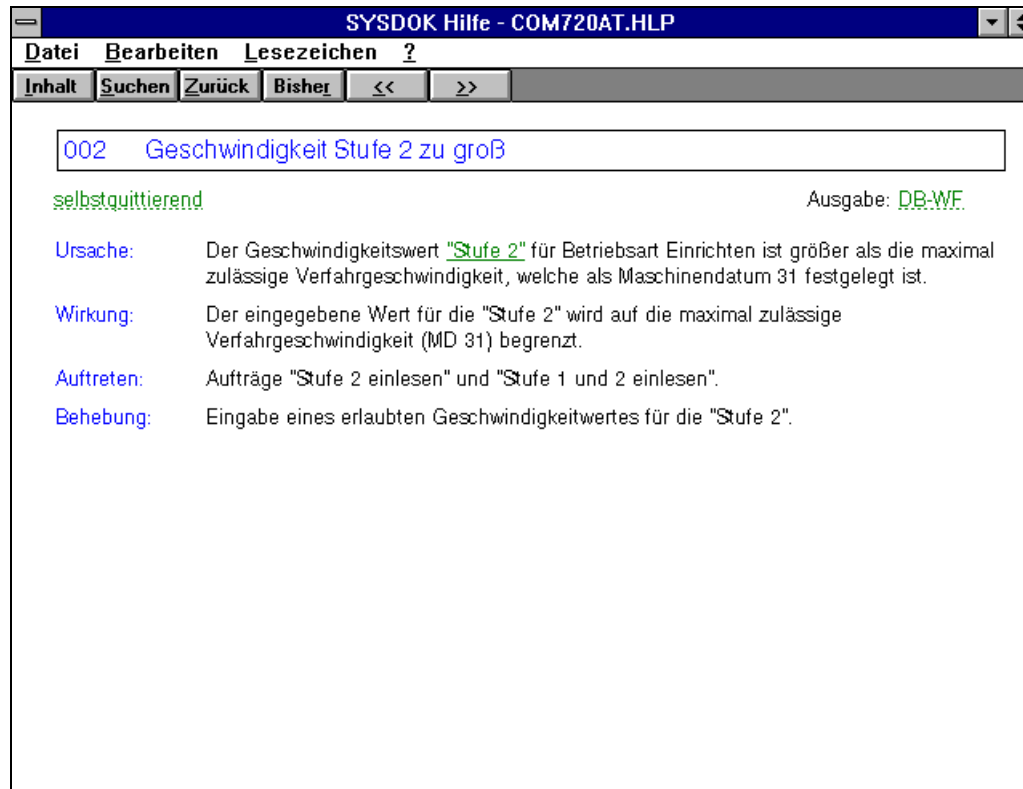 SYSDOK Hilfe - COM720AT.HLP
Datei Bearbeiten Lesezeichen ?
Inhalt Suchen Zurück Bisher << >>
002 Geschwindigkeit Stufe 2 zu groß
selbstquittierend Ausgabe: DB-WF
Ursache: Der Geschwindigkeitswert "Stufe 2" für Betriebsart Einrichten ist größer als die maximal
zulässige Verfahrgeschwindigkeit, welche als Maschinendatum 31 festgelegt ist.
Wirkung: Der eingegebene Wert für die "Stufe 2" wird auf die maximal zulässige
Verfahrgeschwindigkeit (MD 31) begrenzt.
Auftreten: Aufträge "Stufe 2 einlesen" und "Stufe 1 und 2 einlesen".
Behebung: Eingabe eines erlaubten Geschwindigkeitwertes für die "Stufe 2".